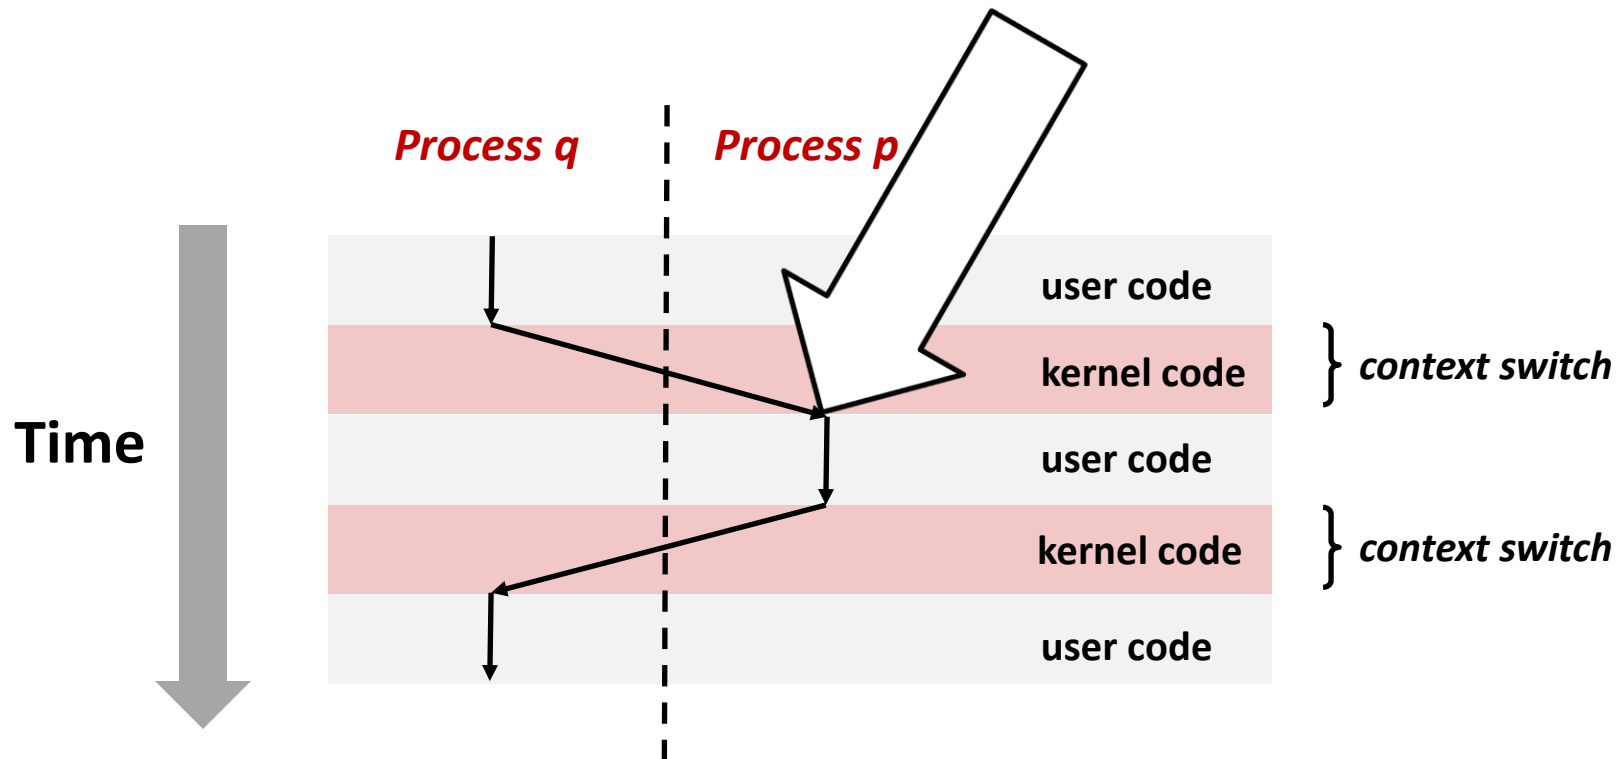 Process q
Process p
user code
kernel code
context switch
Time
user code
kernel code
context switch
user code